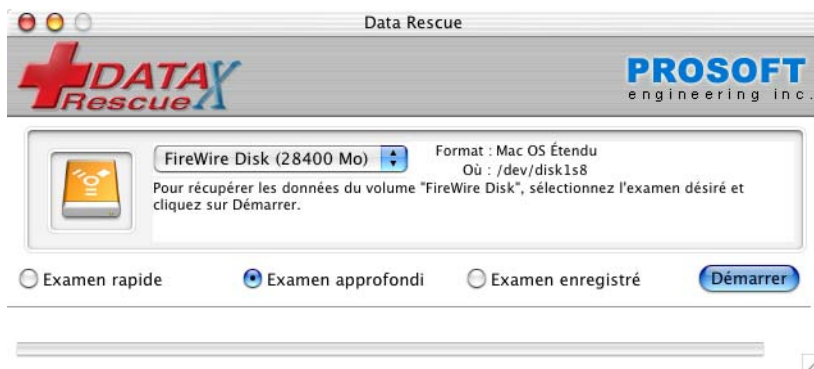 Data Rescue
DATA X
Rescue
PROSOFT
engineering inc.
FireWire Disk (28400 Mo)
Format : Mac OS Étendu
Où : /dev/disk1s8
Pour récupérer les données du volume "FireWire Disk", sélectionnez l'examen désiré et
cliquez sur Démarrer.
Examen rapide
Examen approfondi
Examen enregistré
Démarrer